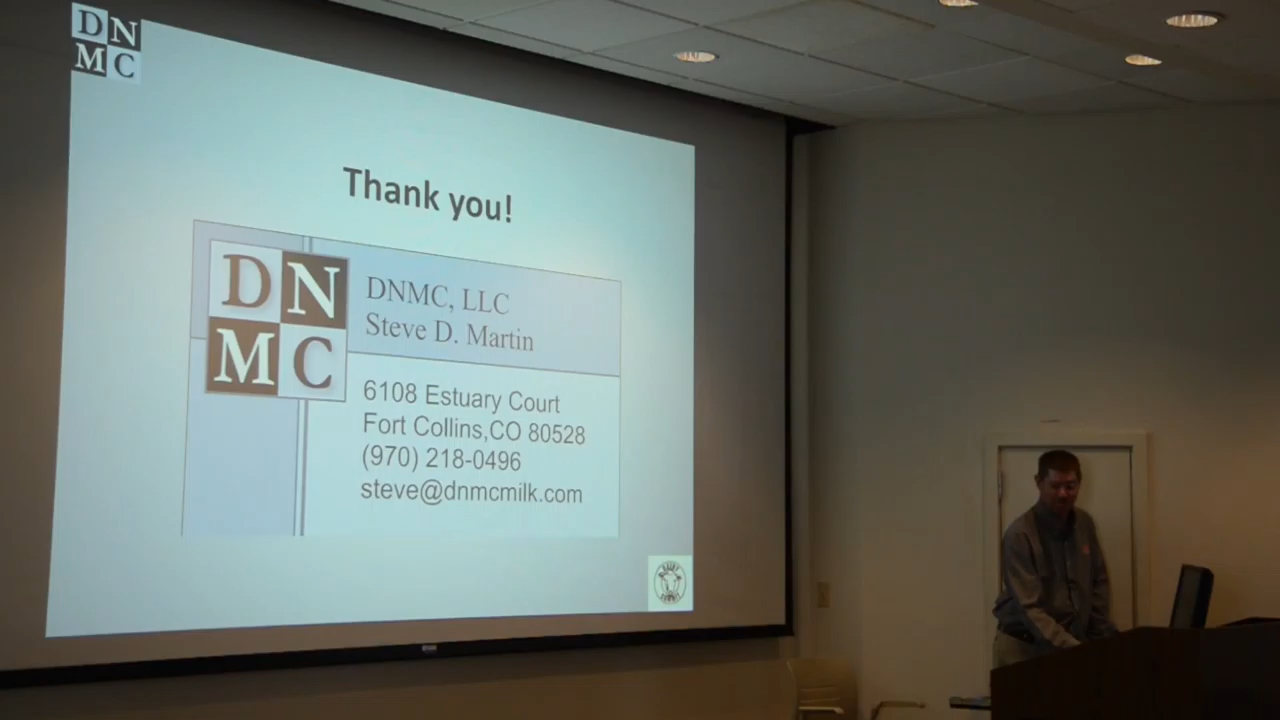 DN
MC
Thank you!
DN
MC
DNMC, LLC
Steve D. Martin
6108 Estuary Court
Fort Collins,CO 80528
(970) 218-0496
steve@dnmcmilk.com